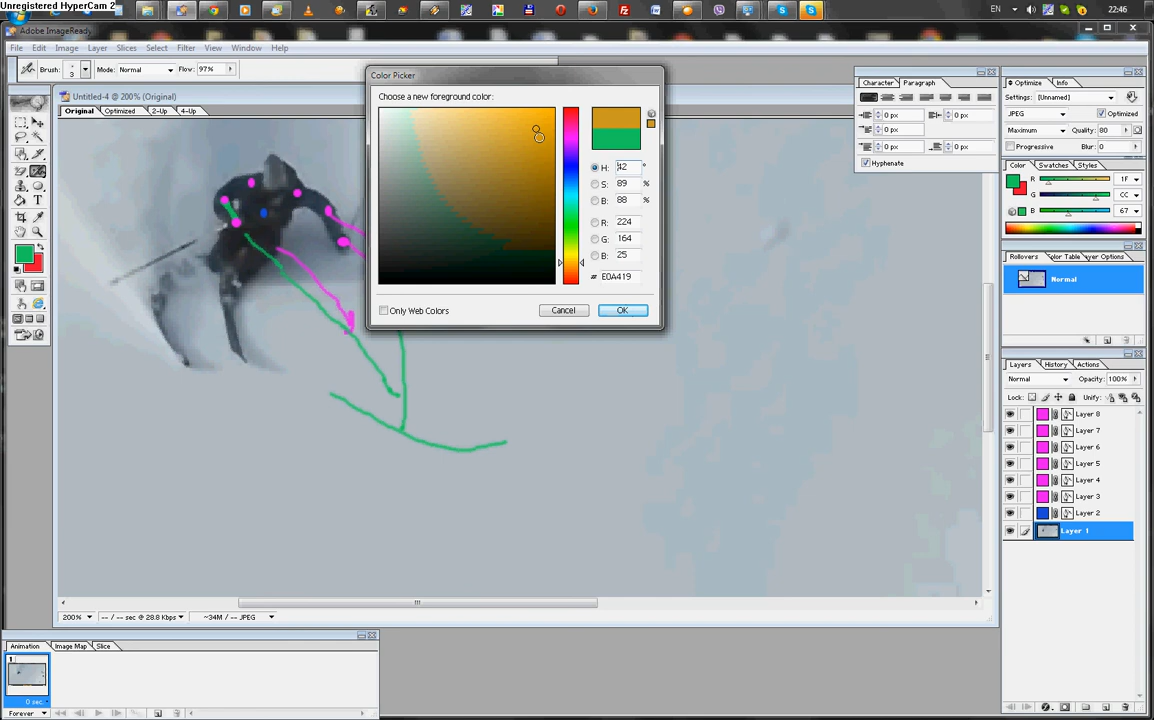 Unregistered HyperCam 2
EN
22:46
Adobe ImageReady
File Edit Image Layer Slices Select Filter View Window Help
Brush: 3 Mode: Normal Flow: 97%
Untitled-4 @ 200% (Original)
Original Optimized 2-Up 4-Up
Color Picker
Choose a new foreground color:
H: 42 °
S: 89 %
B: 88 %
R: 224
G: 164
B: 25
# E0A419
Only Web Colors
Cancel
OK
Character Paragraph
0 px 0 px
0 px
0 px 0 px
Hyphenate
Optimize Info
Settings: [Unnamed]
JPEG Optimized
Maximum Quality: 80
Progressive Blur: 0
Color Swatches Styles
R 1F
G CC
B 67
Rollovers Color Table Layer Options
Normal
Layers History Actions
Normal Opacity: 100%
Lock: Unify:
Layer 8
Layer 7
Layer 6
Layer 5
Layer 4
Layer 3
Layer 2
Layer 1
200% -- / -- sec @ 28.8 Kbps ~34M / -- JPEG
Animation Image Map Slice
1
0 sec.
Forever